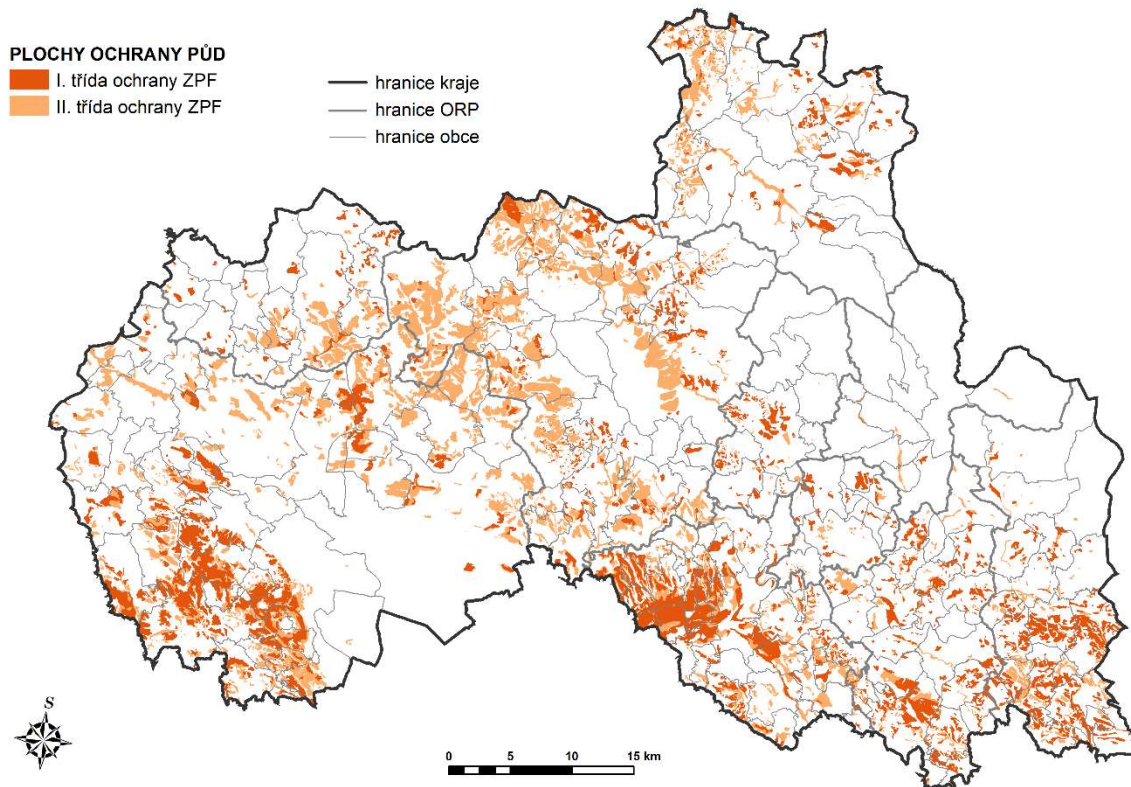 PLOCHY OCHRANY PŮD
I. třída ochrany ZPF
II. třída ochrany ZPF
hranice kraje
hranice ORP
hranice obce
S
0 5 10 15 km